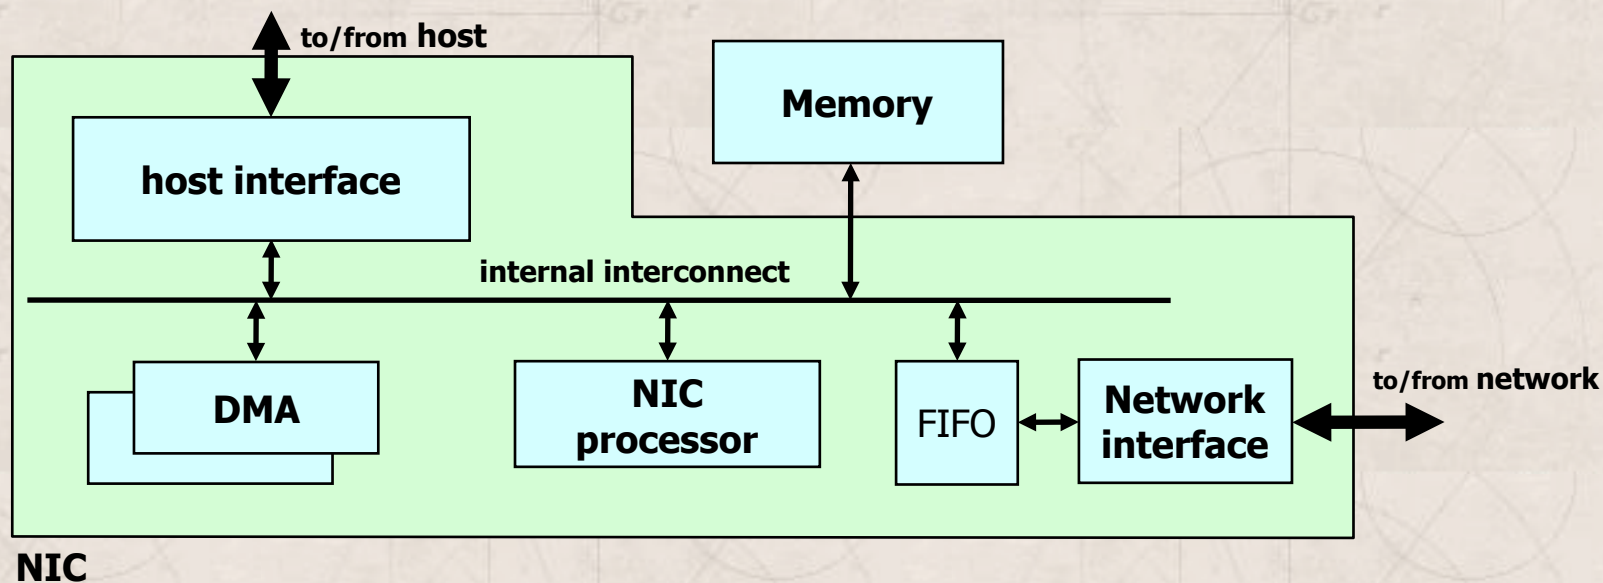 to/from host
Memory
host interface
internal interconnect
DMA
NIC
processor
FIFO
Network
interface
to/from network
NIC